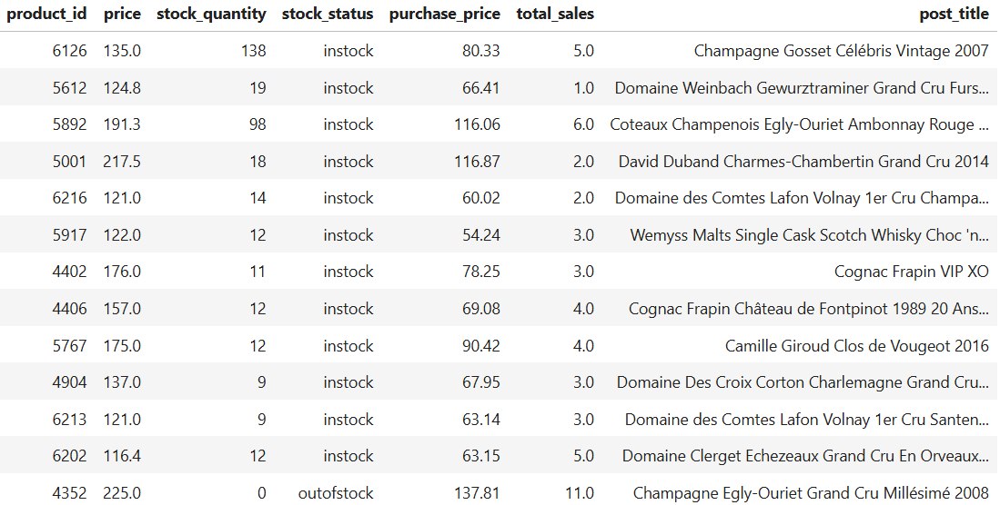 product_id price stock_quantity stock_status purchase_price total_sales post_title
6126 135.0 138 instock 80.33 5.0 Champagne Gosset Célébris Vintage 2007
5612 124.8 19 instock 66.41 1.0 Domaine Weinbach Gewurztraminer Grand Cru Furs...
5892 191.3 98 instock 116.06 6.0 Coteaux Champenois Egly-Ouriet Ambonnay Rouge ...
5001 217.5 18 instock 116.87 2.0 David Duband Charmes-Chambertin Grand Cru 2014
6216 121.0 14 instock 60.02 2.0 Domaine des Comtes Lafon Volnay 1er Cru Champa...
5917 122.0 12 instock 54.24 3.0 Wemyss Malts Single Cask Scotch Whisky Choc 'n...
4402 176.0 11 instock 78.25 3.0 Cognac Frapin VIP XO
4406 157.0 12 instock 69.08 4.0 Cognac Frapin Château de Fontpinot 1989 20 Ans...
5767 175.0 12 instock 90.42 4.0 Camille Giroud Clos de Vougeot 2016
4904 137.0 9 instock 67.95 3.0 Domaine Des Croix Corton Charlemagne Grand Cru...
6213 121.0 9 instock 63.14 3.0 Domaine des Comtes Lafon Volnay 1er Cru Santen...
6202 116.4 12 instock 63.15 5.0 Domaine Clerget Echezeaux Grand Cru En Orveaux...
4352 225.0 0 outofstock 137.81 11.0 Champagne Egly-Ouriet Grand Cru Millésimé 2008